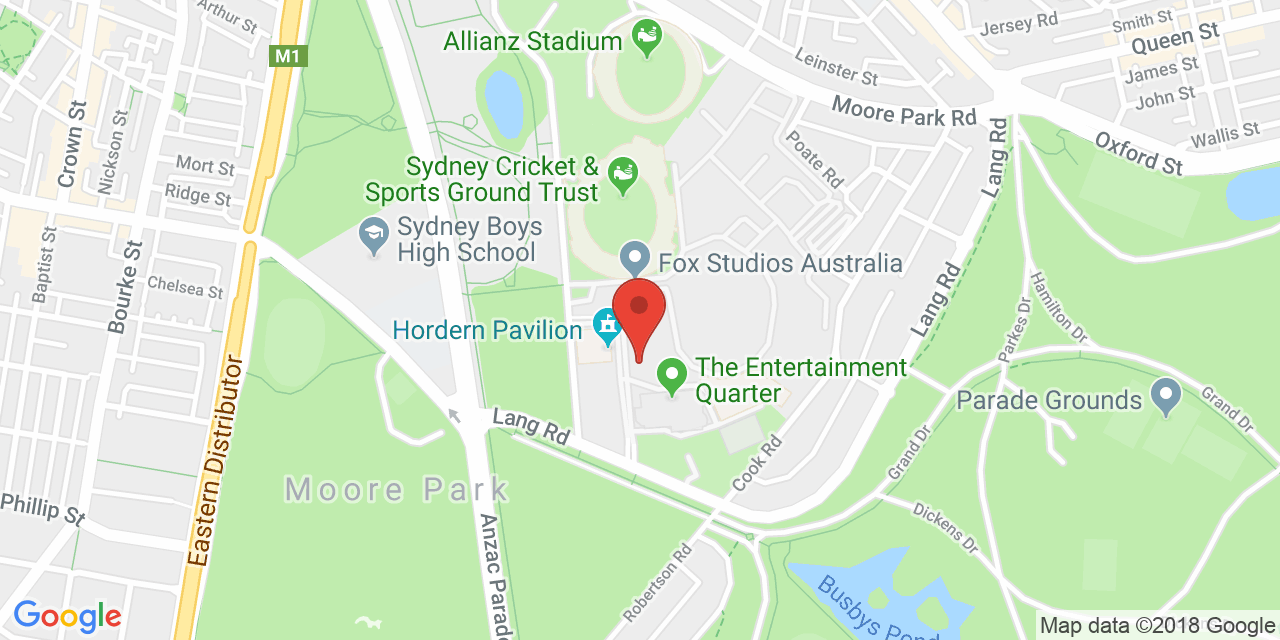 Arthur St
M1
Allianz Stadium
Jersey Rd
Smith St
Queen St
James St
John St
Wallis St
Leinster St
Moore Park Rd
Oxford St
Lang Rd
Poate Rd
Crown St
Nickson St
Mort St
Ridge St
Sydney Cricket &
Sports Ground Trust
Sydney Boys
High School
Fox Studios Australia
Baptist St
Bourke St
Chelsea St
Hordern Pavilion
The Entertainment
Quarter
Lang Rd
Hamilton Dr
Parkes Dr
Parade Grounds
Grand Dr
Grand Dr
Lang Rd
Cook Rd
Moore Park
Eastern Distributor
Phillip St
Anzac Parade
Dickens Dr
Robertson Rd
Busbys Pond
Google
Map data ©2018 Google